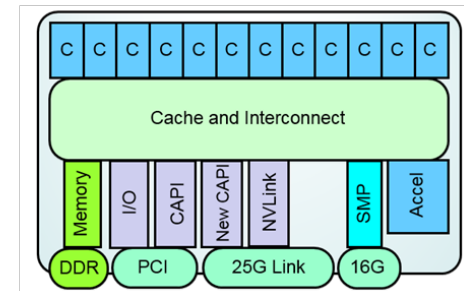 C C C C C C C C C C C C
Cache and Interconnect
Memory
I/O
CAPI
New CAPI
NVLink
SMP
Accel
DDR PCI 25G Link 16G